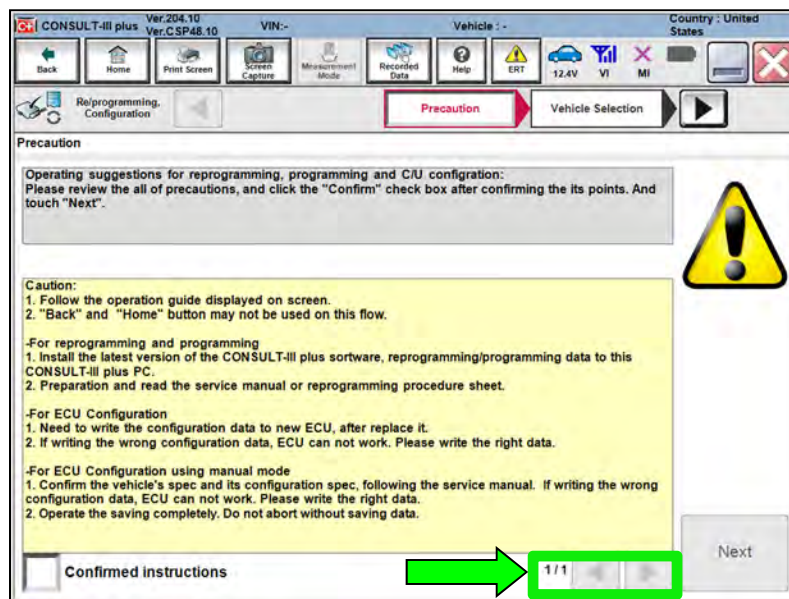 C+ CONSULT-III plus Ver.204.10 VIN:- Vehicle : - Country : United
Ver.CSP48.10 States
Back Home Print Screen Screen Capture Measurement Mode Recorded Data Help ERT 12.4V VI MI
Re/programming, Configuration Precaution Vehicle Selection
Precaution
Operating suggestions for reprogramming, programming and C/U configration:
Please review the all of precautions, and click the "Confirm" check box after confirming the its points. And
touch "Next".
Caution:
1. Follow the operation guide displayed on screen.
2. "Back" and "Home" button may not be used on this flow.
-For reprogramming and programming
1. Install the latest version of the CONSULT-III plus sortware, reprogramming/programming data to this
CONSULT-III plus PC.
2. Preparation and read the service manual or reprogramming procedure sheet.
-For ECU Configuration
1. Need to write the configuration data to new ECU, after replace it.
2. If writing the wrong configuration data, ECU can not work. Please write the right data.
-For ECU Configuration using manual mode
1. Confirm the vehicle's spec and its configuration spec, following the service manual. If writing the wrong
configuration data, ECU can not work. Please write the right data.
2. Operate the saving completely. Do not abort without saving data.
Next
Confirmed instructions 1/1